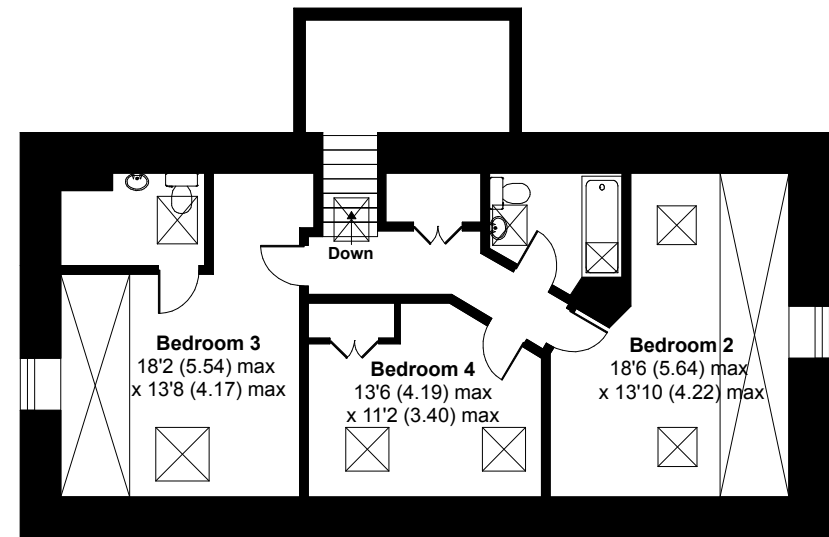 Down
Bedroom 3
18'2 (5.54) max
x 13'8 (4.17) max
Bedroom 4
13'6 (4.19) max
x 11'2 (3.40) max
Bedroom 2
18'6 (5.64) max
x 13'10 (4.22) max